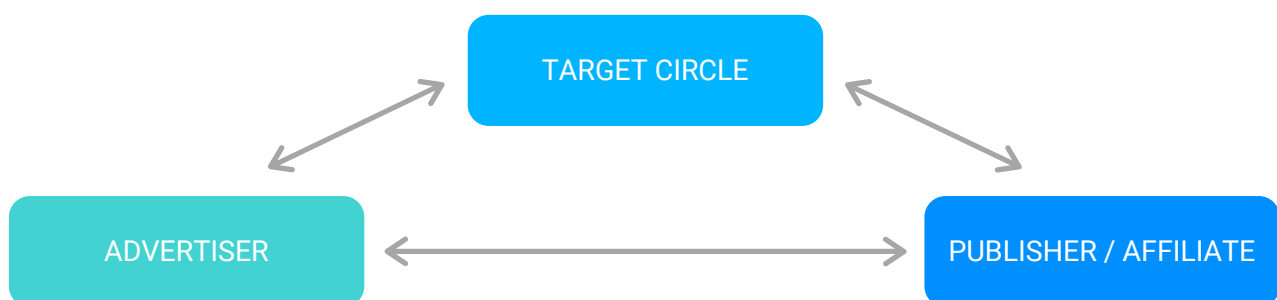 TARGET CIRCLE
ADVERTISER
PUBLISHER / AFFILIATE